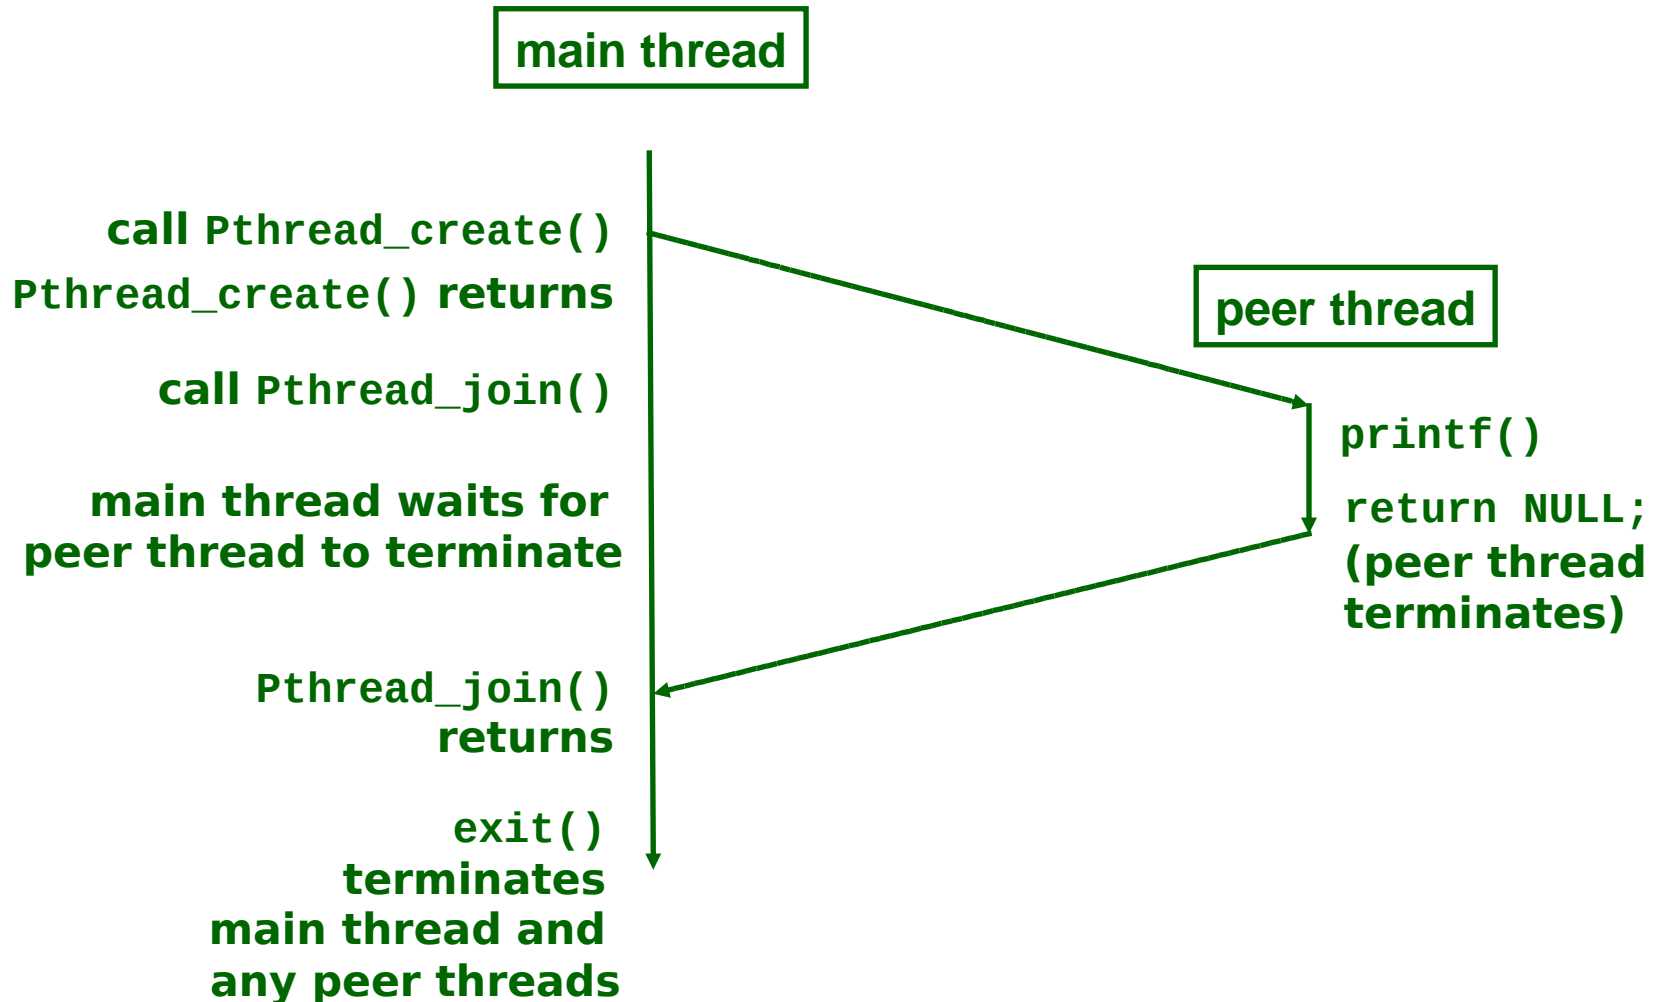 main thread
call Pthread_create()
Pthread_create() returns
peer thread
call Pthread_join()
printf()
main thread waits for
peer thread to terminate
return NULL;
(peer thread
terminates)
Pthread_join()
returns
exit()
terminates
main thread and
any peer threads